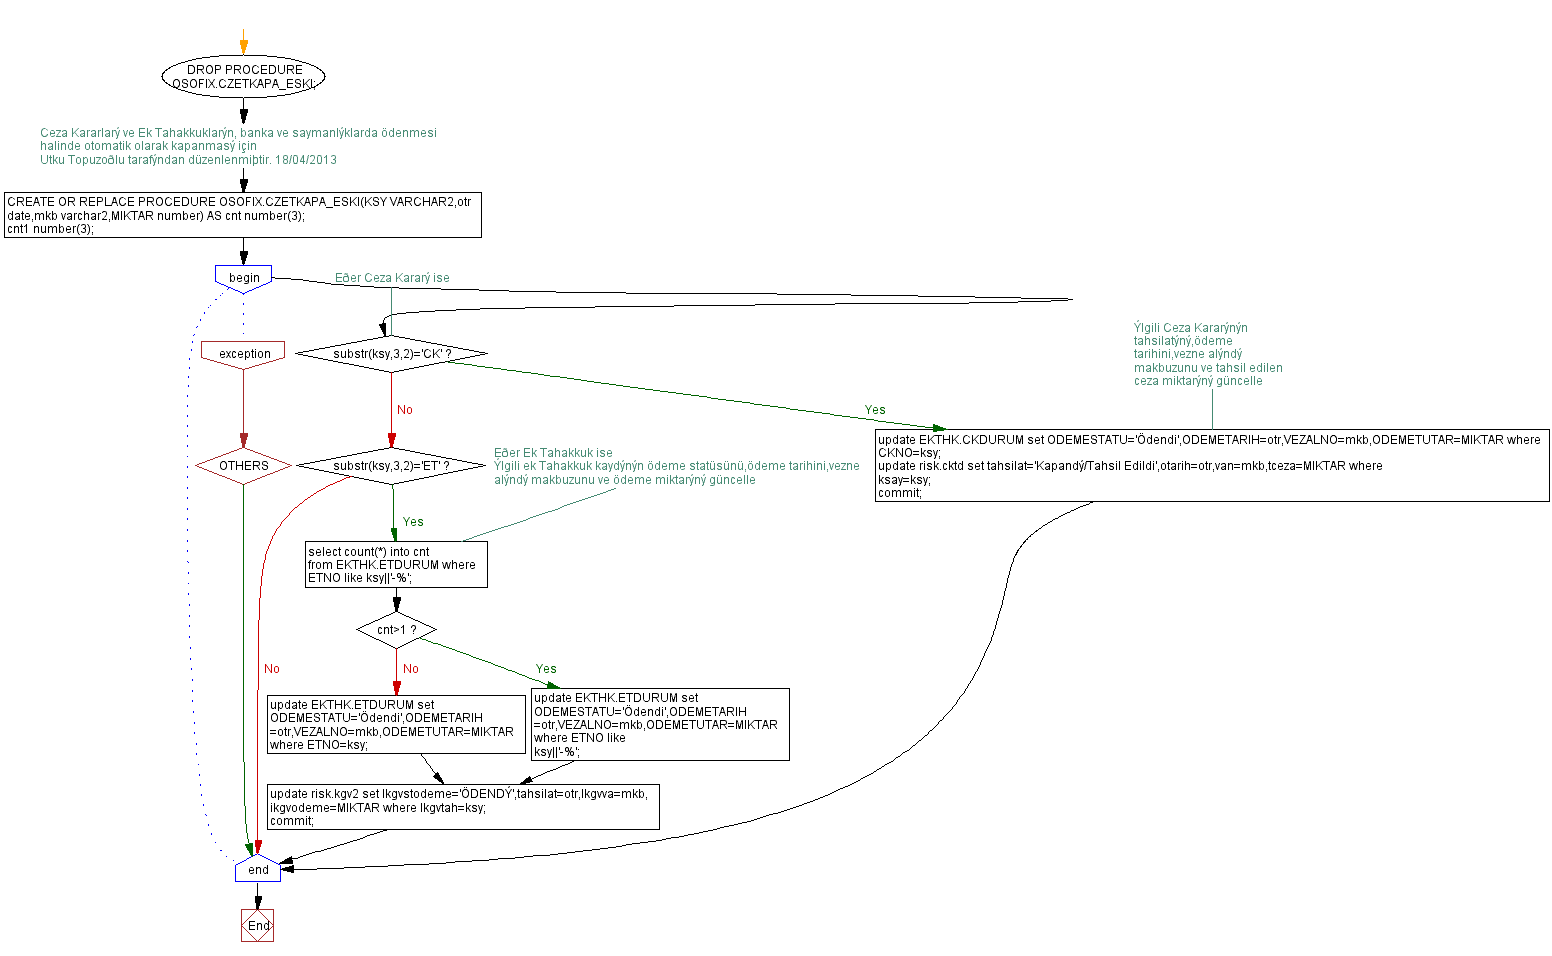 DROP PROCEDURE
OSOFIX.CZETKAPA_ESKI;
Ceza Kararlarý ve Ek Tahakkuklarýn, banka ve saymanlýklarda ödenmesi
halinde otomatik olarak kapanmasý için
Utku Topuzoðlu tarafýndan düzenlenmiþtir. 18/04/2013
CREATE OR REPLACE PROCEDURE OSOFIX.CZETKAPA_ESKI(KSY VARCHAR2,otr
date,mkb varchar2,MIKTAR number) AS cnt number(3);
cnt1 number(3);
begin
Eðer Ceza Kararý ise
exception
substr(ksy,3,2)='CK' ?
Ýlgili Ceza Kararýnýn
tahsilatýný,ödeme
tarihini,vezne alýndý
makbuzunu ve tahsil edilen
ceza miktarýný güncelle
No
Yes
update EKTHK.CKDURUM set ODEMESTATU='Ödendi',ODEMETARIH=otr,VEZALNO=mkb,ODEMETUTAR=MIKTAR where
CKNO=ksy;
update risk.cktd set tahsilat='Kapandý/Tahsil Edildi',otarih=otr,van=mkb,tceza=MIKTAR where
ksay=ksy;
commit;
OTHERS
substr(ksy,3,2)='ET' ?
Eðer Ek Tahakkuk ise
Ýlgili ek Tahakkuk kaydýnýn ödeme statüsünü,ödeme tarihini,vezne
alýndý makbuzunu ve ödeme miktarýný güncelle
Yes
select count(*) into cnt
from EKTHK.ETDURUM where
ETNO like ksy||'-%';
cnt>1 ?
No
No
Yes
update EKTHK.ETDURUM set
ODEMESTATU='Ödendi',ODEMETARIH
=otr,VEZALNO=mkb,ODEMETUTAR=MIKTAR
where ETNO=ksy;
update EKTHK.ETDURUM set
ODEMESTATU='Ödendi',ODEMETARIH
=otr,VEZALNO=mkb,ODEMETUTAR=MIKTAR
where ETNO like
ksy||'-%';
update risk.kgv2 set lkgvstodeme='ÖDENDÝ',tahsilat=otr,lkgvva=mkb,
ikgvodeme=MIKTAR where lkgvtah=ksy;
commit;
end
End